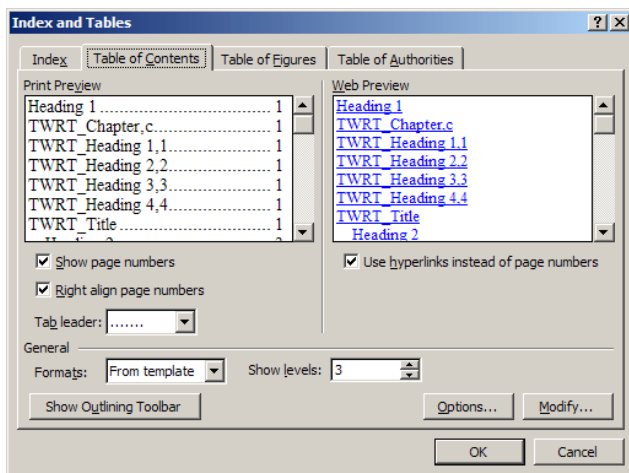 Index and Tables
Index Table of Contents Table of Figures Table of Authorities
Print Preview
Heading 1 ................................ 1
TWRT_Chapter,c....................... 1
TWRT_Heading 1,1................... 1
TWRT_Heading 2,2................... 1
TWRT_Heading 3,3................... 1
TWRT_Heading 4,4................... 1
TWRT_Title .............................. 1
Web Preview
Heading 1
TWRT_Chapter,c
TWRT_Heading 1,1
TWRT_Heading 2,2
TWRT_Heading 3,3
TWRT_Heading 4,4
TWRT_Title
Heading 2
Show page numbers
Use hyperlinks instead of page numbers
Right align page numbers
Tab leader: .......
General
Formats: From template Show levels: 3
Show Outlining Toolbar Options... Modify...
OK Cancel